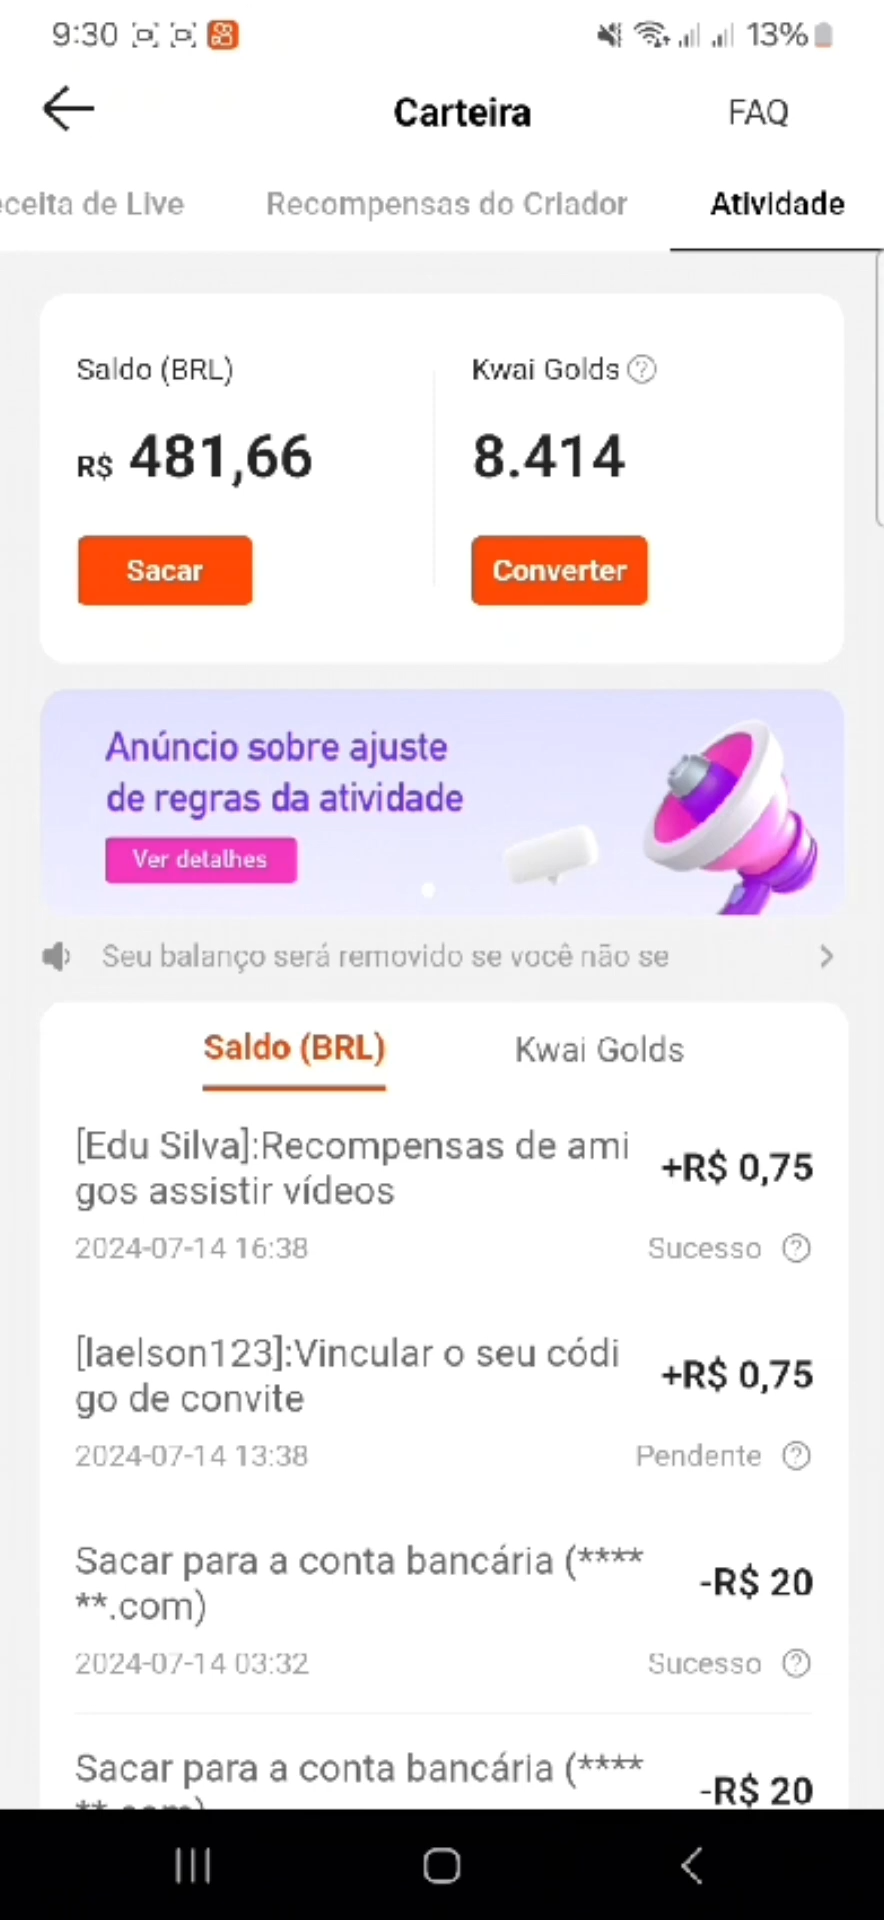 9:30
13%
Carteira
FAQ
ceita de Live
Recompensas do Criador
Atividade
Saldo (BRL)
Kwai Golds
R$ 481,66
8.414
Sacar
Converter
Anúncio sobre ajuste
de regras da atividade
Ver detalhes
Seu balanço será removido se você não se
Saldo (BRL)
Kwai Golds
[Edu Silva]:Recompensas de ami
gos assistir vídeos
+R$ 0,75
2024-07-14 16:38
Sucesso
[laelson123]:Vincular o seu códi
go de convite
+R$ 0,75
2024-07-14 13:38
Pendente
Sacar para a conta bancária (****
**.com)
-R$ 20
2024-07-14 03:32
Sucesso
Sacar para a conta bancária (****
-R$ 20